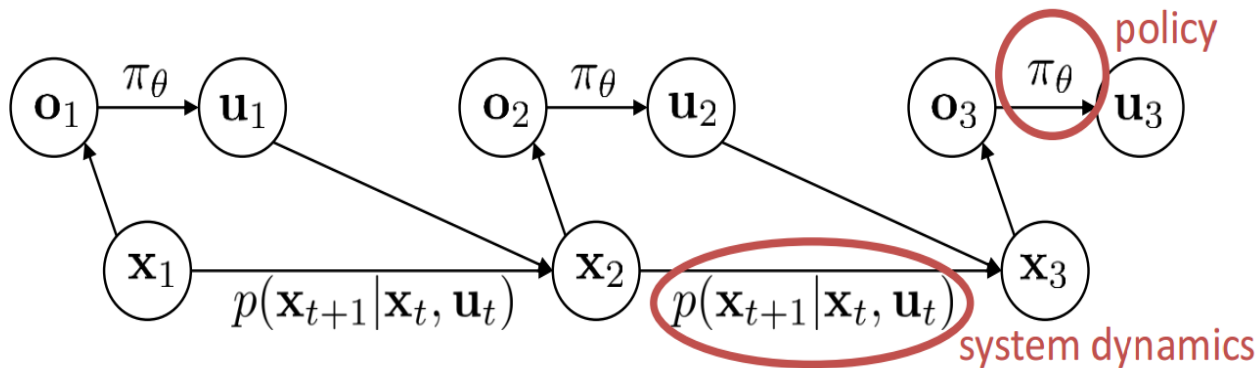 policy
π_θ π_θ π_θ
o₁ u₁ o₂ u₂ o₃ u₃
x₁ x₂ x₃
p(x_{t+1}|x_t, u_t) p(x_{t+1}|x_t, u_t)
system dynamics